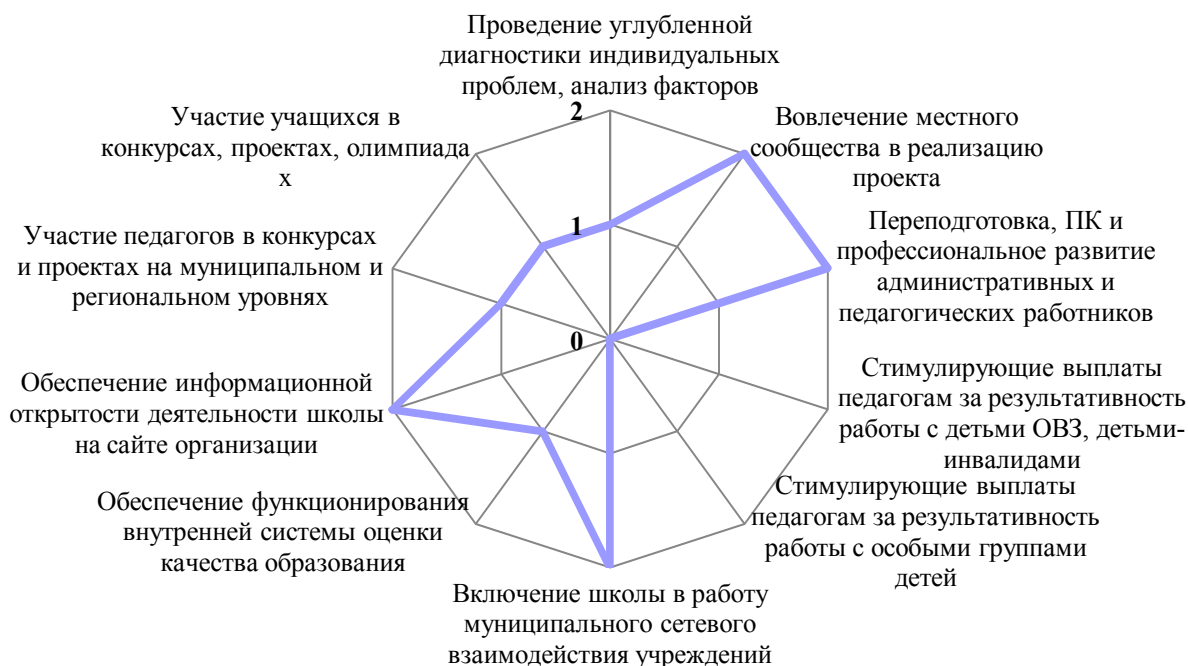 Проведение углубленной
диагностики индивидуальных
проблем, анализ факторов
Вовлечение местного
сообщества в реализацию
проекта
Переподготовка, ПК и
профессиональное развитие
административных и
педагогических работников
Стимулирующие выплаты
педагогам за результативность
работы с детьми ОВЗ, детьми-
инвалидами
Стимулирующие выплаты
педагогам за результативность
работы с особыми группами
детей
Включение школы в работу
муниципального сетевого
взаимодействия учреждений
Обеспечение функционирования
внутренней системы оценки
качества образования
Обеспечение информационной
открытости деятельности школы
на сайте организации
Участие педагогов в конкурсах
и проектах на муниципальном и
региональном уровнях
Участие учащихся в
конкурсах, проектах, олимпиада
х
2
1
0